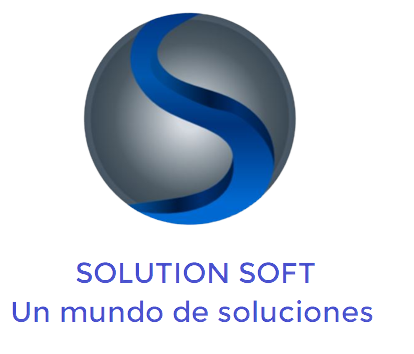 SOLUTION SOFT
Un mundo de soluciones